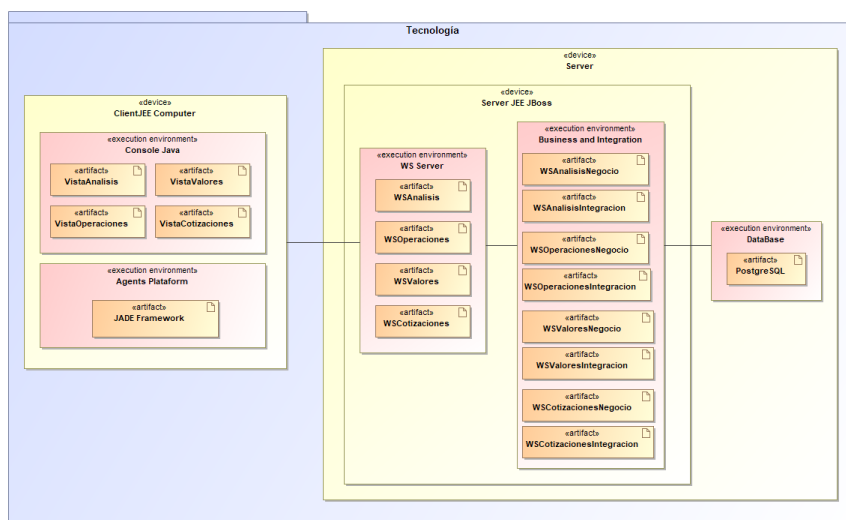 Tecnología
«device»
ClientJEE Computer
«execution environment»
Console Java
«artifact»
VistaAnalisis
«artifact»
VistaValores
«artifact»
VistaOperaciones
«artifact»
VistaCotizaciones
«execution environment»
Agents Plataform
«artifact»
JADE Framework
«device»
Server
«device»
Server JEE JBoss
«execution environment»
WS Server
«artifact»
WSAnalisis
«artifact»
WSOperaciones
«artifact»
WSValores
«artifact»
WSCotizaciones
«execution environment»
Business and Integration
«artifact»
WSAnalisisNegocio
«artifact»
WSAnalisisIntegracion
«artifact»
WSOperacionesNegocio
«artifact»
WSOperacionesIntegracion
«artifact»
WSValoresNegocio
«artifact»
WSValoresIntegracion
«artifact»
WSCotizacionesNegocio
«artifact»
WSCotizacionesIntegracion
«execution environment»
DataBase
«artifact»
PostgreSQL